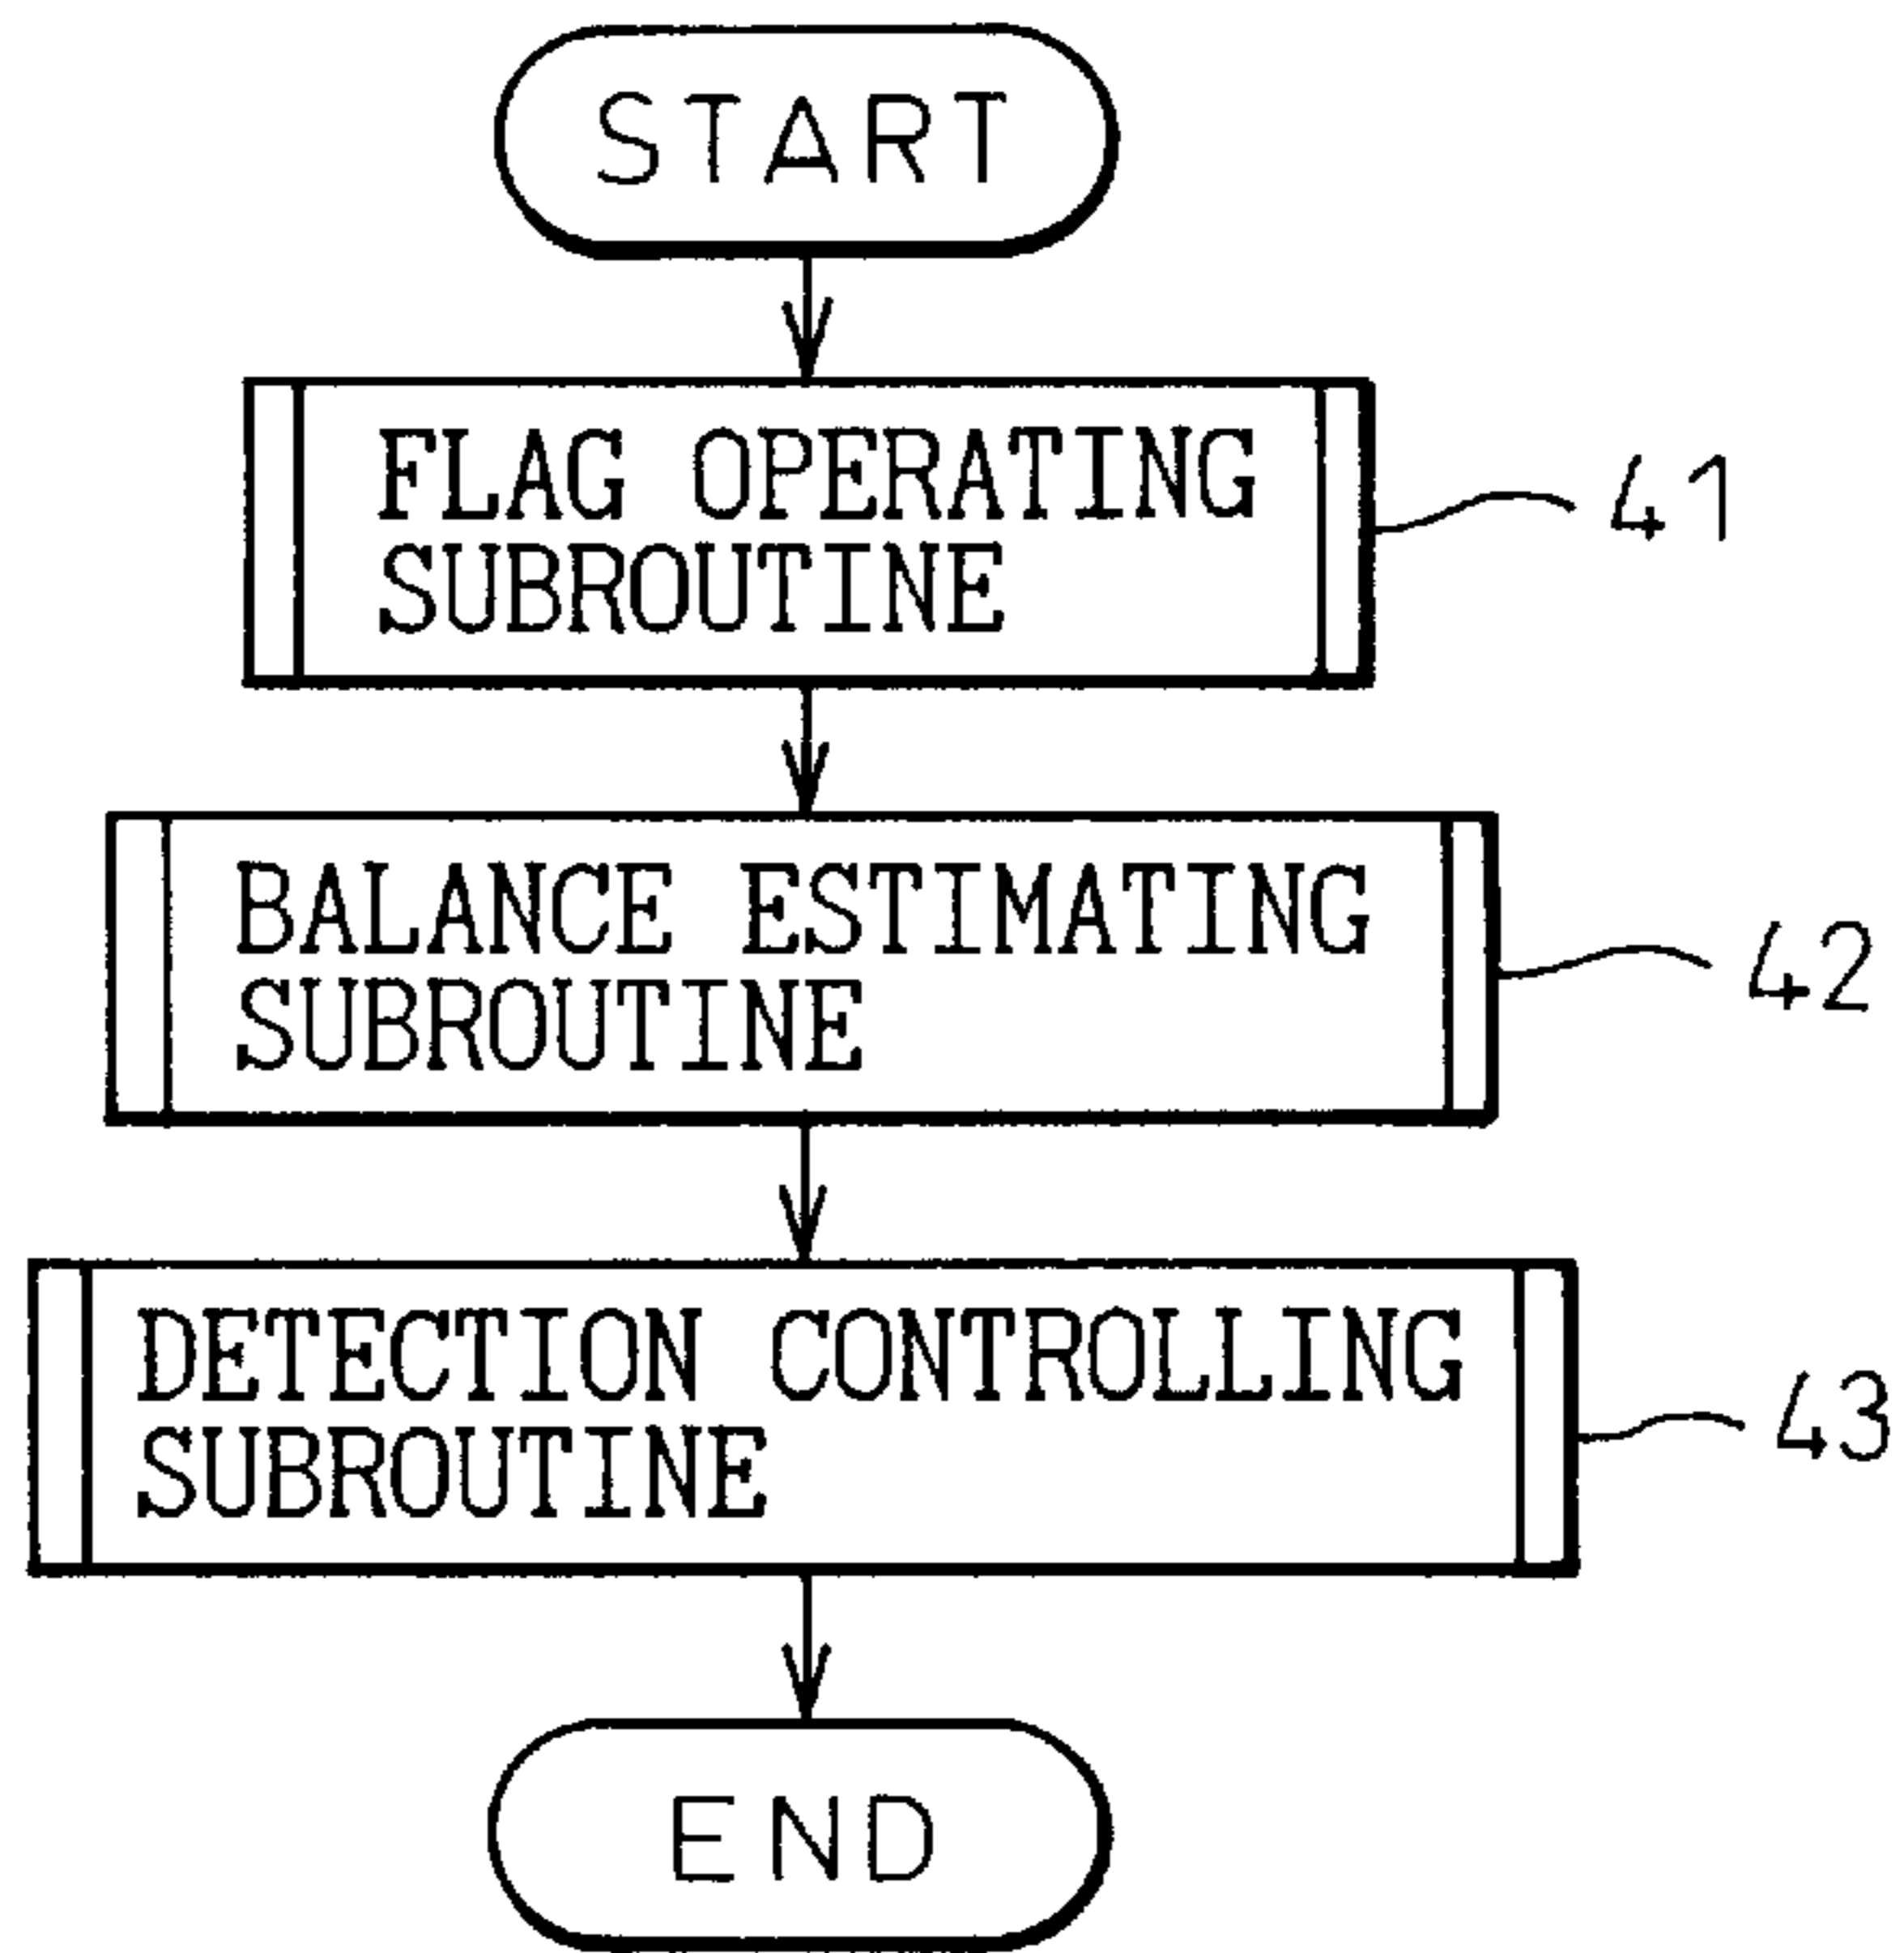 START
FLAG OPERATING
SUBROUTINE
41
BALANCE ESTIMATING
SUBROUTINE
42
DETECTION CONTROLLING
SUBROUTINE
43
END